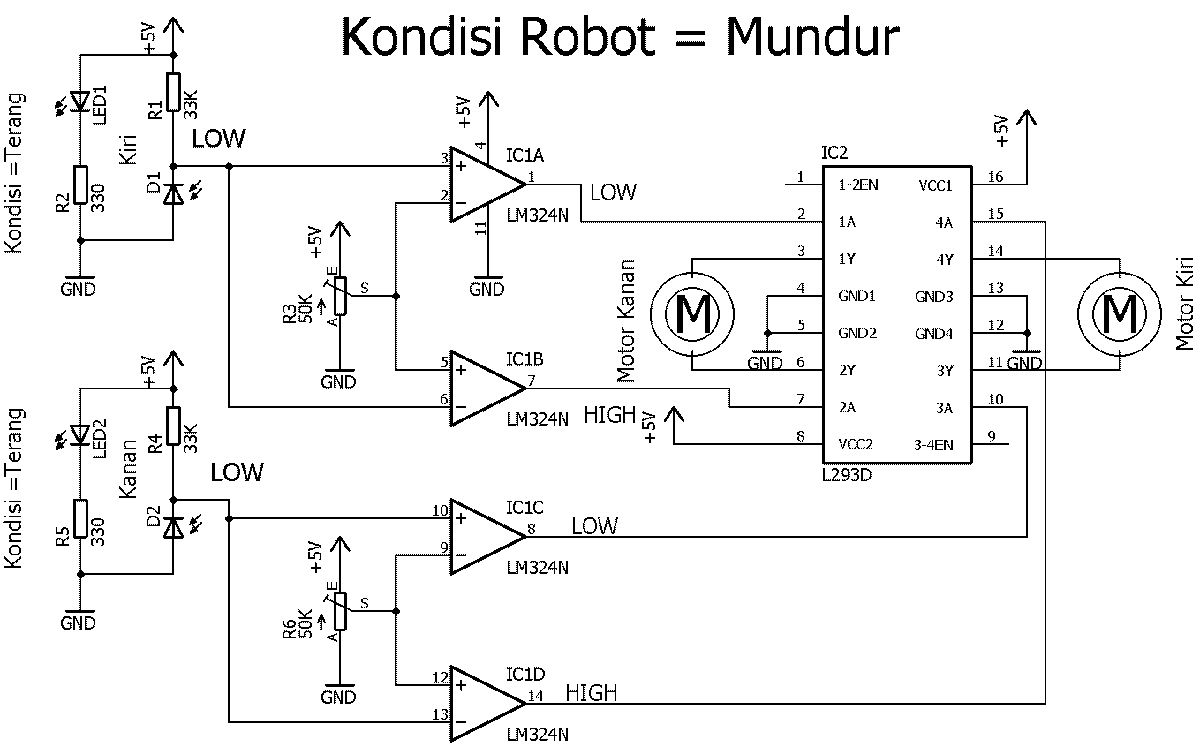 Kondisi Robot = Mundur
+5V
LED1
R1
33K
Kondisi =Terang
Kiri
LOW
R2
330
D1
GND
+5V
4
IC1A
3
+
2
−
1
LOW
11
LM324N
GND
+5V
E
R3
50K
S
A
GND
5
+
6
−
IC1B
7
HIGH
LM324N
+5V
LED2
R4
33K
Kondisi =Terang
Kanan
LOW
R5
330
D2
GND
10
+
9
−
IC1C
8
LOW
LM324N
+5V
E
R6
50K
S
A
GND
12
+
13
−
IC1D
14
HIGH
LM324N
Motor Kanan
M
GND
+5V
IC2
1 1-2EN VCC1 16
2 1A 4A 15
3 1Y 4Y 14
4 GND1 GND3 13
5 GND2 GND4 12
6 2Y 3Y 11
7 2A 3A 10
8 VCC2 3-4EN 9
L293D
+5V
GND
M
Motor Kiri